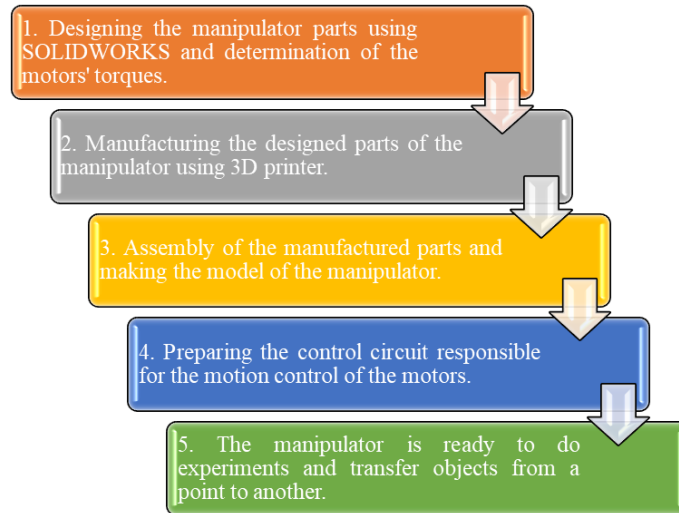 1. Designing the manipulator parts using
SOLIDWORKS and determination of the
motors' torques.
2. Manufacturing the designed parts of the
manipulator using 3D printer.
3. Assembly of the manufactured parts and
making the model of the manipulator.
4. Preparing the control circuit responsible
for the motion control of the motors.
5. The manipulator is ready to do
experiments and transfer objects from a
point to another.